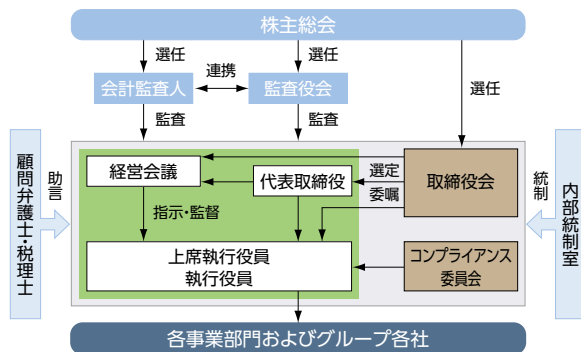 株主総会
選任
選任
選任
会計監査人
連携
監査役会
監査
監査
顧問弁護士・税理士
助言
経営会議
代表取締役
選定
委嘱
取締役会
統制
内部統制室
指示・監督
上席執行役員
執行役員
コンプライアンス
委員会
各事業部門およびグループ各社